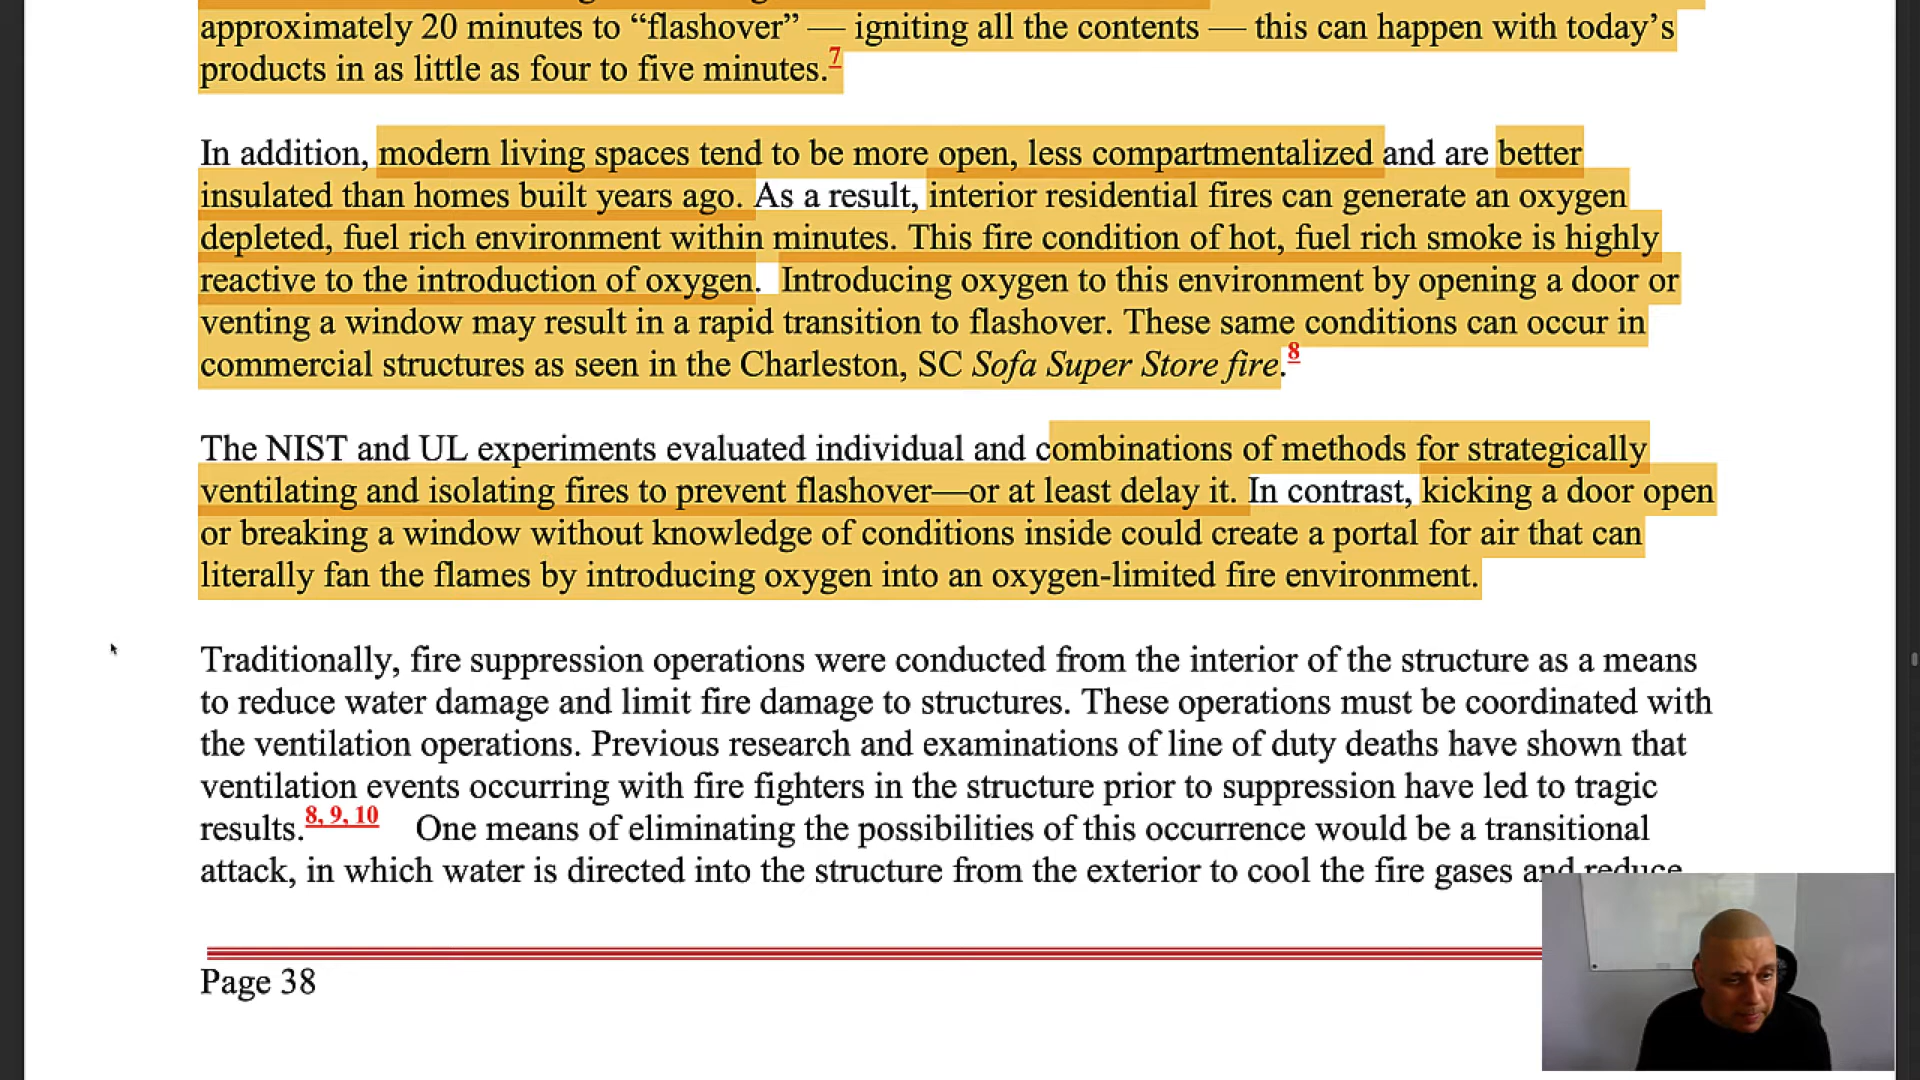 approximately 20 minutes to “flashover” — igniting all the contents — this can happen with today’s
products in as little as four to five minutes.7
In addition, modern living spaces tend to be more open, less compartmentalized and are better
insulated than homes built years ago. As a result, interior residential fires can generate an oxygen
depleted, fuel rich environment within minutes. This fire condition of hot, fuel rich smoke is highly
reactive to the introduction of oxygen. Introducing oxygen to this environment by opening a door or
venting a window may result in a rapid transition to flashover. These same conditions can occur in
commercial structures as seen in the Charleston, SC Sofa Super Store fire.8
The NIST and UL experiments evaluated individual and combinations of methods for strategically
ventilating and isolating fires to prevent flashover—or at least delay it. In contrast, kicking a door open
or breaking a window without knowledge of conditions inside could create a portal for air that can
literally fan the flames by introducing oxygen into an oxygen-limited fire environment.
Traditionally, fire suppression operations were conducted from the interior of the structure as a means
to reduce water damage and limit fire damage to structures. These operations must be coordinated with
the ventilation operations. Previous research and examinations of line of duty deaths have shown that
ventilation events occurring with fire fighters in the structure prior to suppression have led to tragic
results.8, 9, 10 One means of eliminating the possibilities of this occurrence would be a transitional
attack, in which water is directed into the structure from the exterior to cool the fire gases and reduce
Page 38